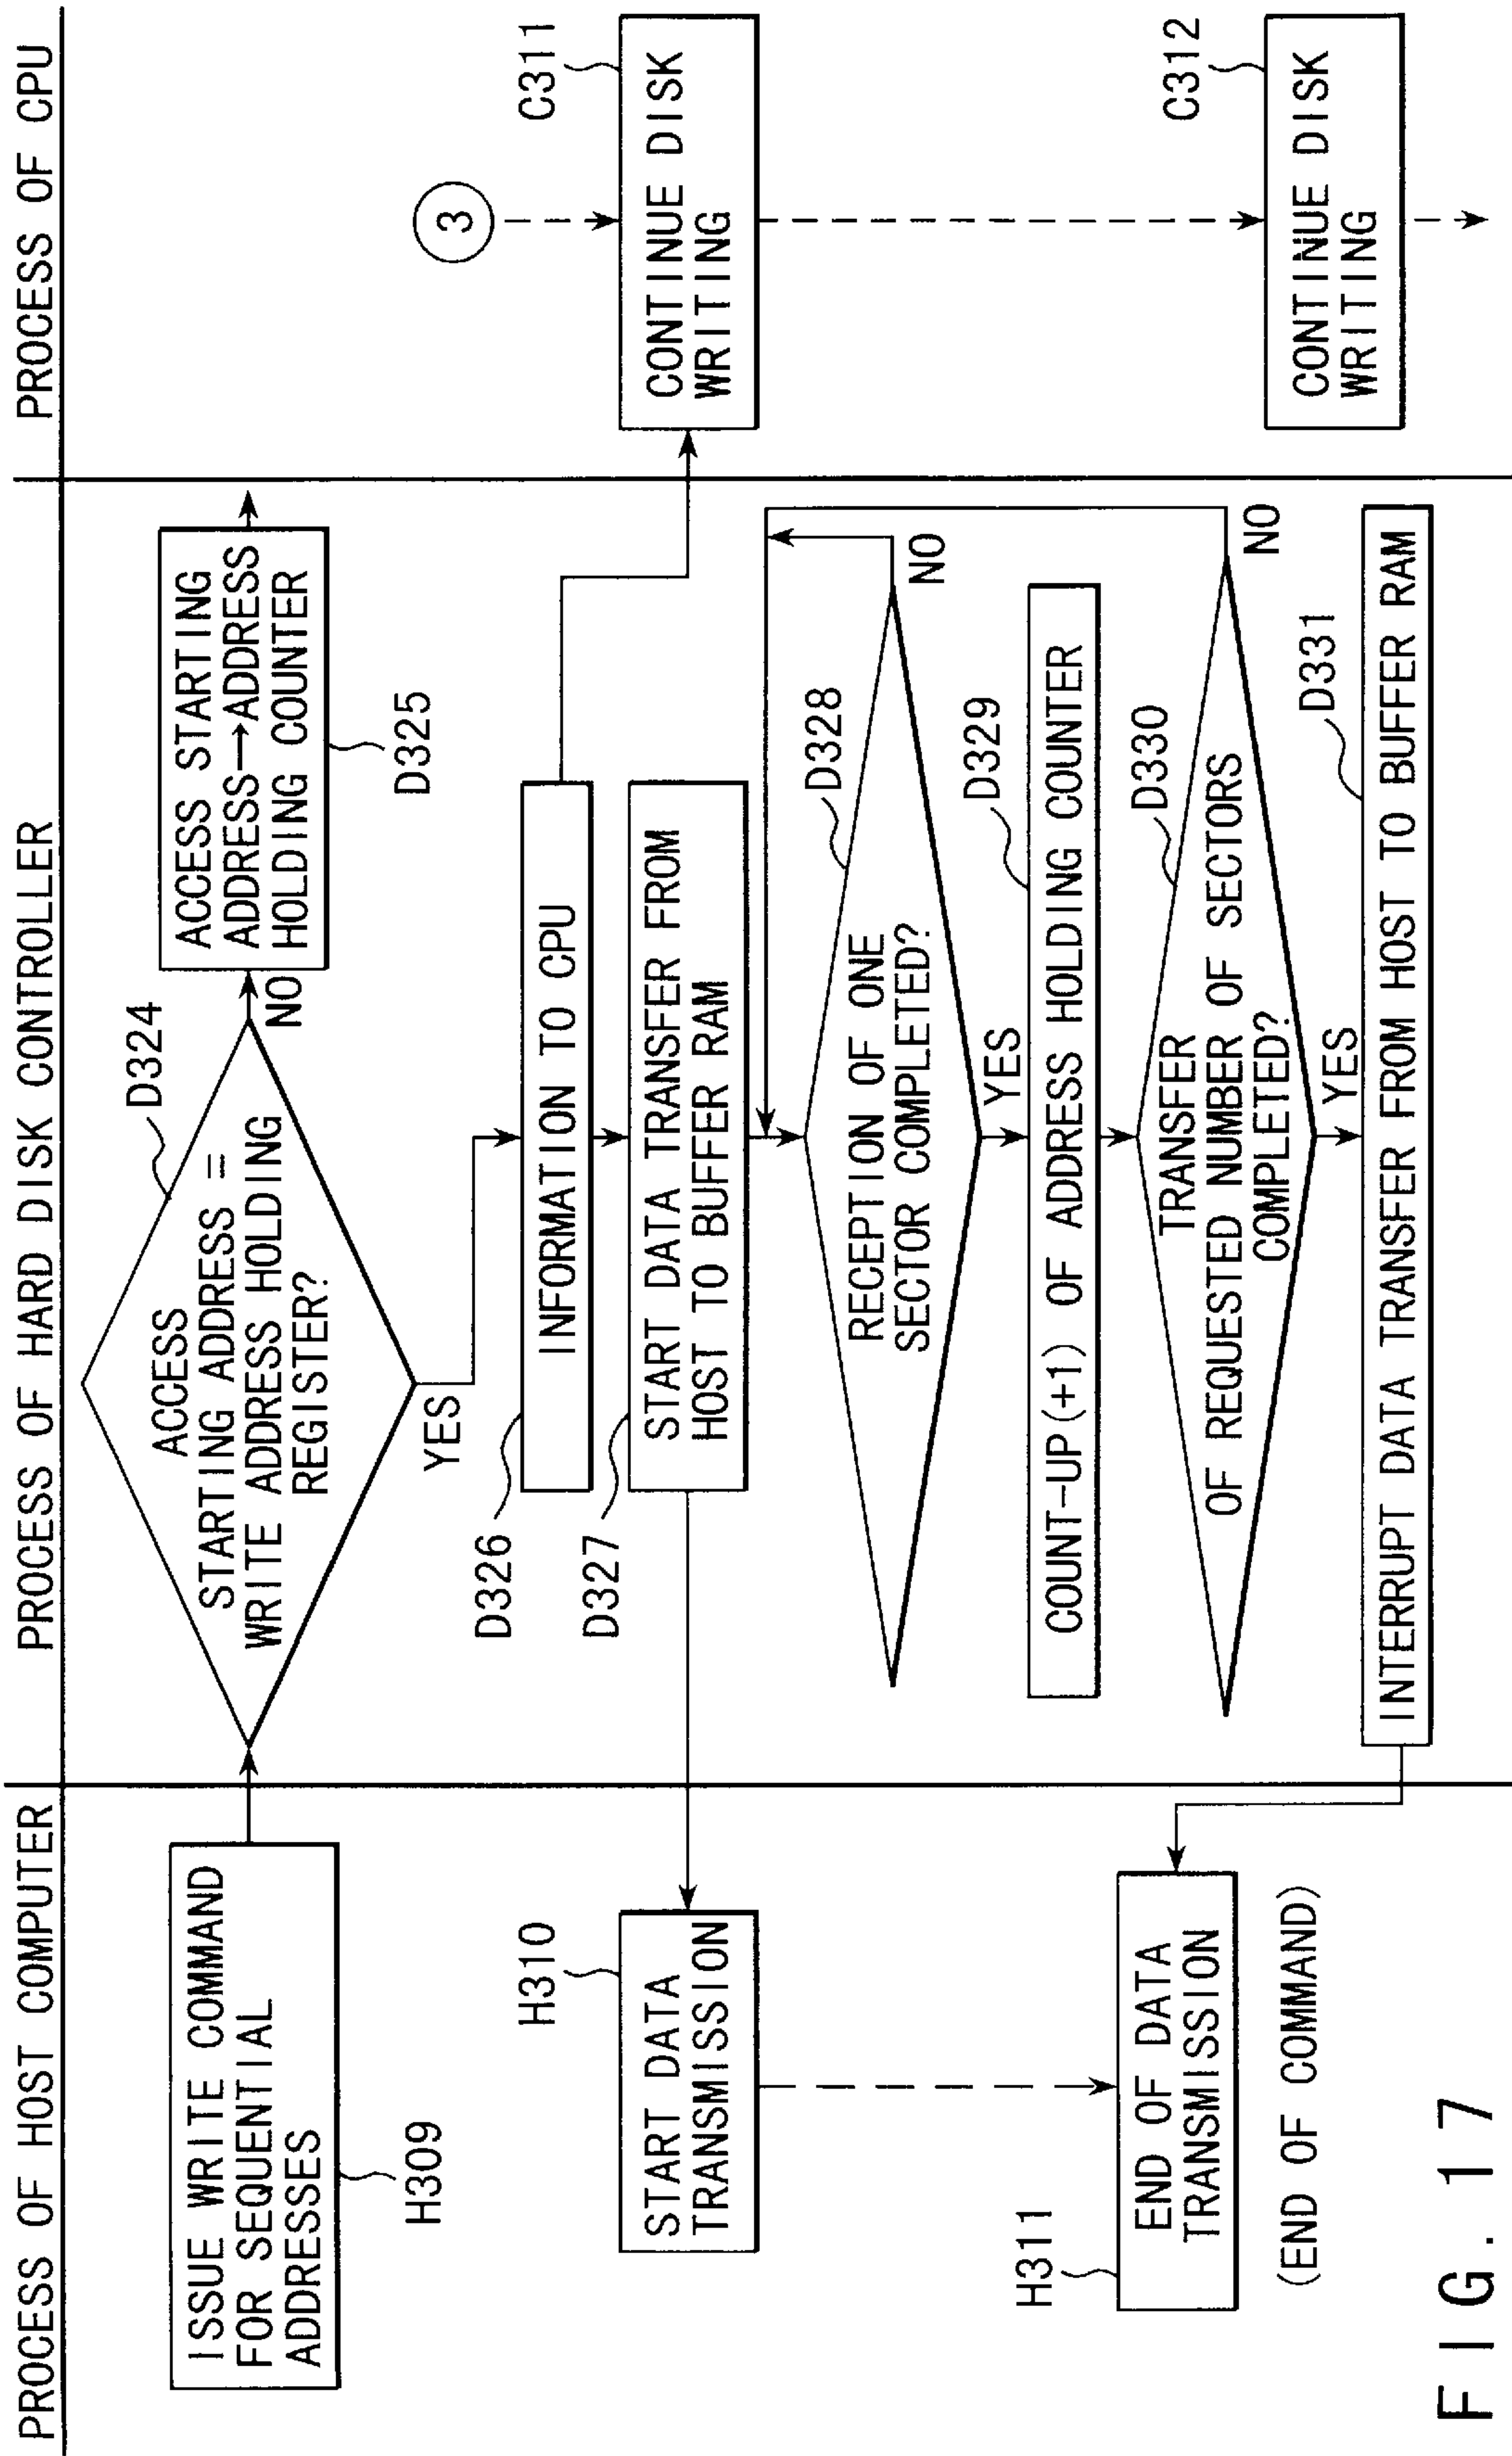 PROCESS OF HOST COMPUTER
PROCESS OF HARD DISK CONTROLLER
PROCESS OF CPU
ISSUE WRITE COMMAND
FOR SEQUENTIAL
ADDRESSES
H309
D324
ACCESS
STARTING ADDRESS =
WRITE ADDRESS HOLDING
REGISTER?
NO
YES
ACCESS STARTING
ADDRESS→ADDRESS
HOLDING COUNTER
D325
3
D326
INFORMATION TO CPU
D327
START DATA TRANSFER FROM
HOST TO BUFFER RAM
H310
START DATA
TRANSMISSION
C311
CONTINUE DISK
WRITING
D328
RECEPTION OF ONE
SECTOR COMPLETED?
NO
YES
D329
COUNT-UP(+1) OF ADDRESS HOLDING COUNTER
D330
TRANSFER
OF REQUESTED NUMBER OF SECTORS
COMPLETED?
NO
YES
D331
INTERRUPT DATA TRANSFER FROM HOST TO BUFFER RAM
H311
END OF DATA
TRANSMISSION
(END OF COMMAND)
C312
CONTINUE DISK
WRITING
FIG. 17